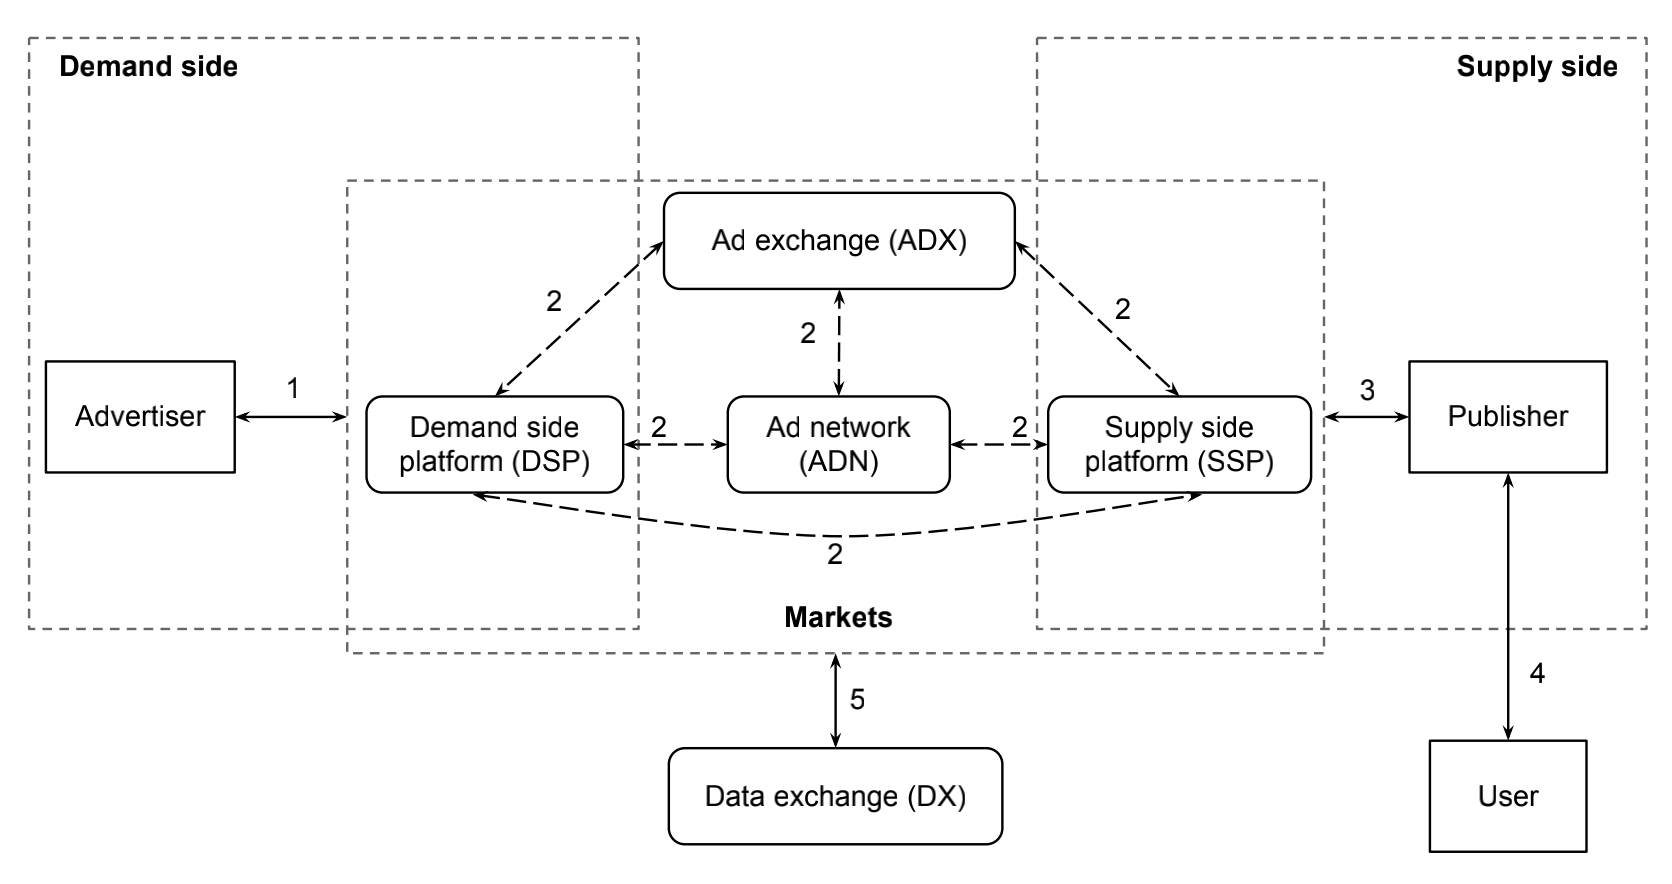 Demand side
Supply side
Ad exchange (ADX)
2
2
2
Advertiser
1
Demand side
platform (DSP)
2
Ad network
(ADN)
2
Supply side
platform (SSP)
3
Publisher
2
Markets
5
4
Data exchange (DX)
User